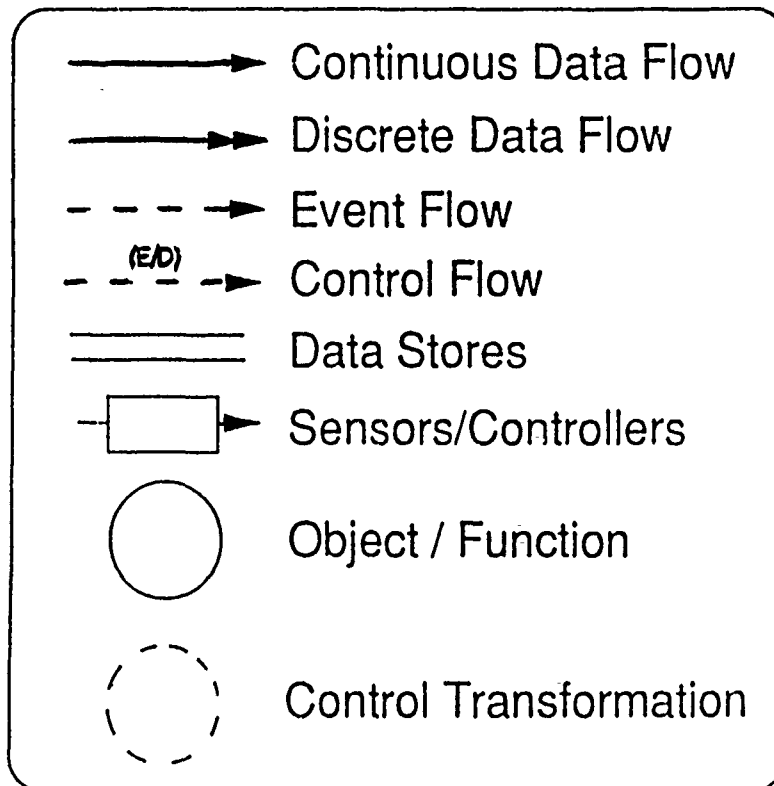 Continuous Data Flow
Discrete Data Flow
Event Flow
(E/D)
Control Flow
Data Stores
Sensors/Controllers
Object / Function
Control Transformation